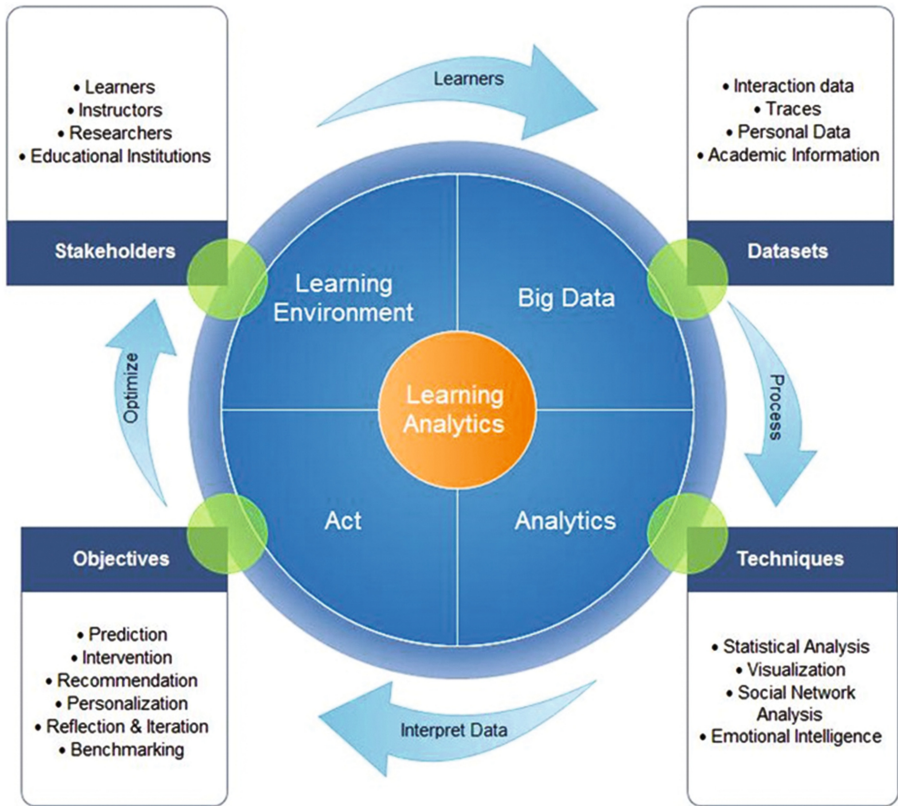 • Learners
• Instructors
• Researchers
• Educational Institutions
Stakeholders
Learners
• Interaction data
• Traces
• Personal Data
• Academic Information
Datasets
Learning
Environment
Big Data
Learning
Analytics
Act
Analytics
Optimize
Process
Objectives
• Prediction
• Intervention
• Recommendation
• Personalization
• Reflection & Iteration
• Benchmarking
Interpret Data
Techniques
• Statistical Analysis
• Visualization
• Social Network
Analysis
• Emotional Intelligence